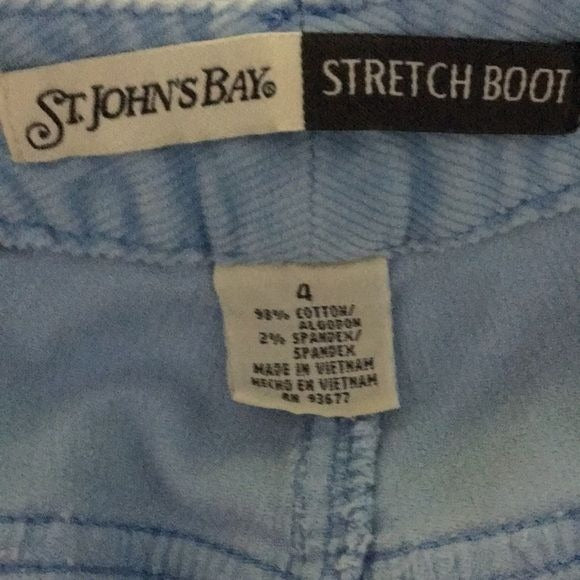 ST. JOHN'S BAY®
STRETCH BOOT
4
98% COTTON/
ALGODON
2% SPANDEX/
SPANDEX
MADE IN VIETNAM
HECHO EN VIETNAM
RN 93677